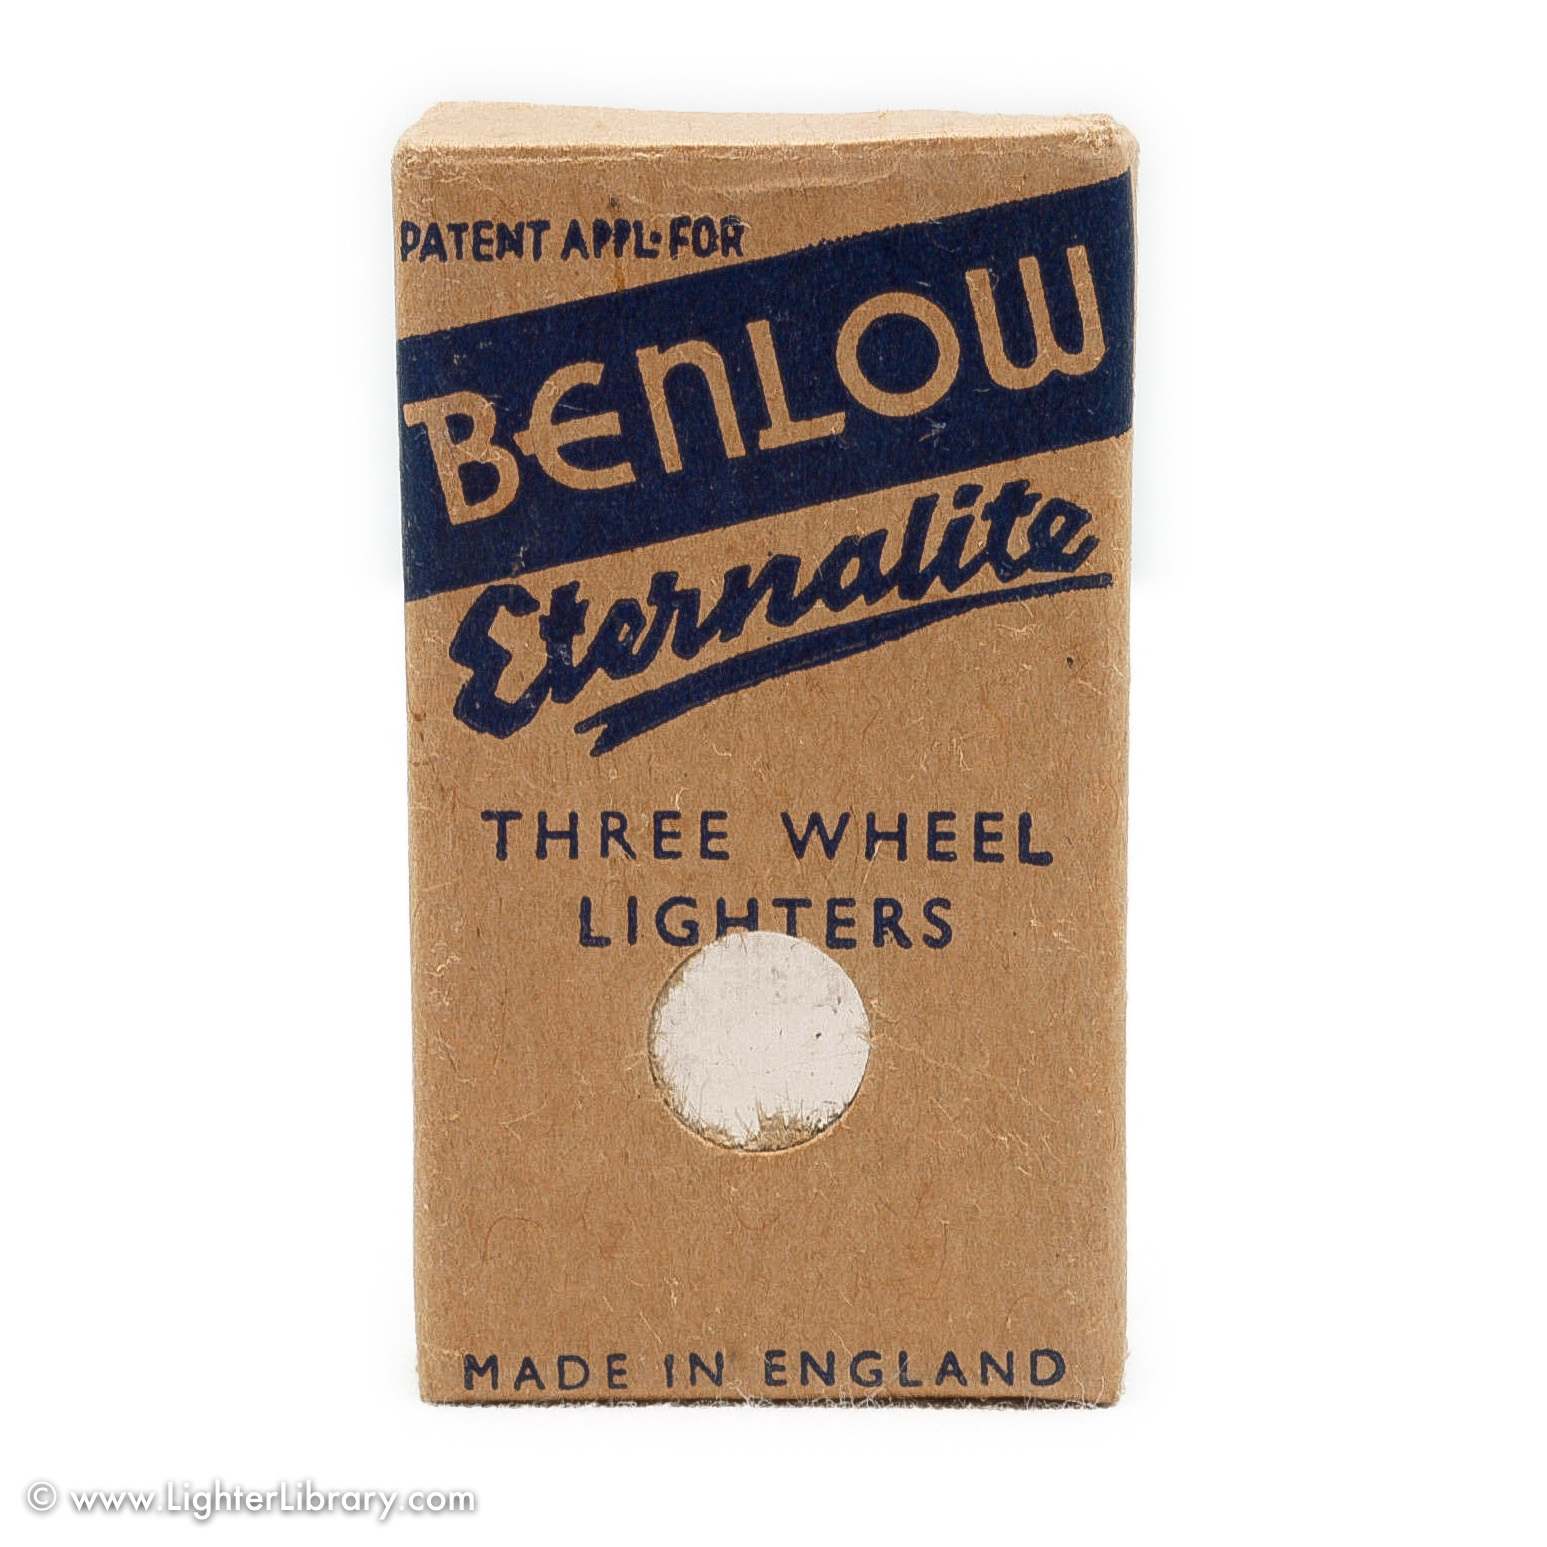 PATENT APPL·FOR
BENLOW
Eternalite
THREE WHEEL
LIGHTERS
MADE IN ENGLAND
© www.LighterLibrary.com